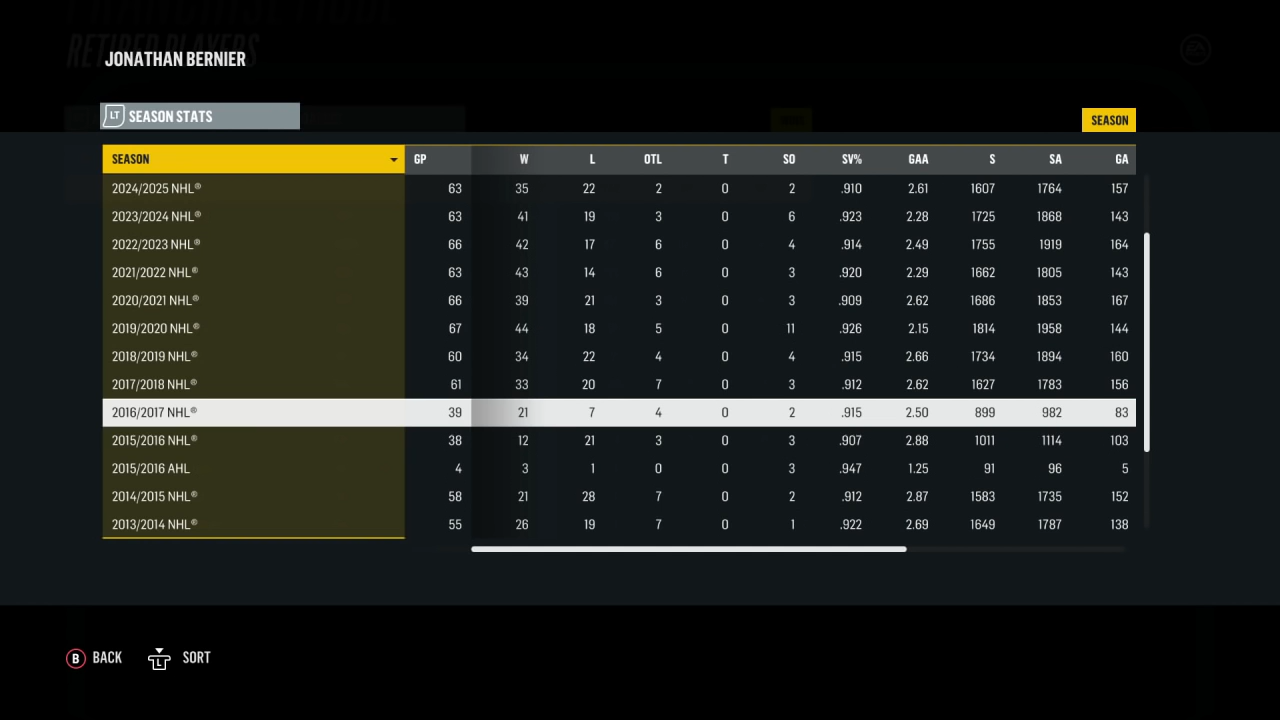 FRANCHISE MODE
RETIRED PLAYERS
JONATHAN BERNIER
EA
LT SEASON STATS
SEASON
SEASON GP W L OTL T SO SV% GAA S SA GA
2024/2025 NHL® 63 35 22 2 0 2 .910 2.61 1607 1764 157
2023/2024 NHL® 63 41 19 3 0 6 .923 2.28 1725 1868 143
2022/2023 NHL® 66 42 17 6 0 4 .914 2.49 1755 1919 164
2021/2022 NHL® 63 43 14 6 0 3 .920 2.29 1662 1805 143
2020/2021 NHL® 66 39 21 3 0 3 .909 2.62 1686 1853 167
2019/2020 NHL® 67 44 18 5 0 11 .926 2.15 1814 1958 144
2018/2019 NHL® 60 34 22 4 0 4 .915 2.66 1734 1894 160
2017/2018 NHL® 61 33 20 7 0 3 .912 2.62 1627 1783 156
2016/2017 NHL® 39 21 7 4 0 2 .915 2.50 899 982 83
2015/2016 NHL® 38 12 21 3 0 3 .907 2.88 1011 1114 103
2015/2016 AHL 4 3 1 0 0 3 .947 1.25 91 96 5
2014/2015 NHL® 58 21 28 7 0 2 .912 2.87 1583 1735 152
2013/2014 NHL® 55 26 19 7 0 1 .922 2.69 1649 1787 138
B BACK L SORT